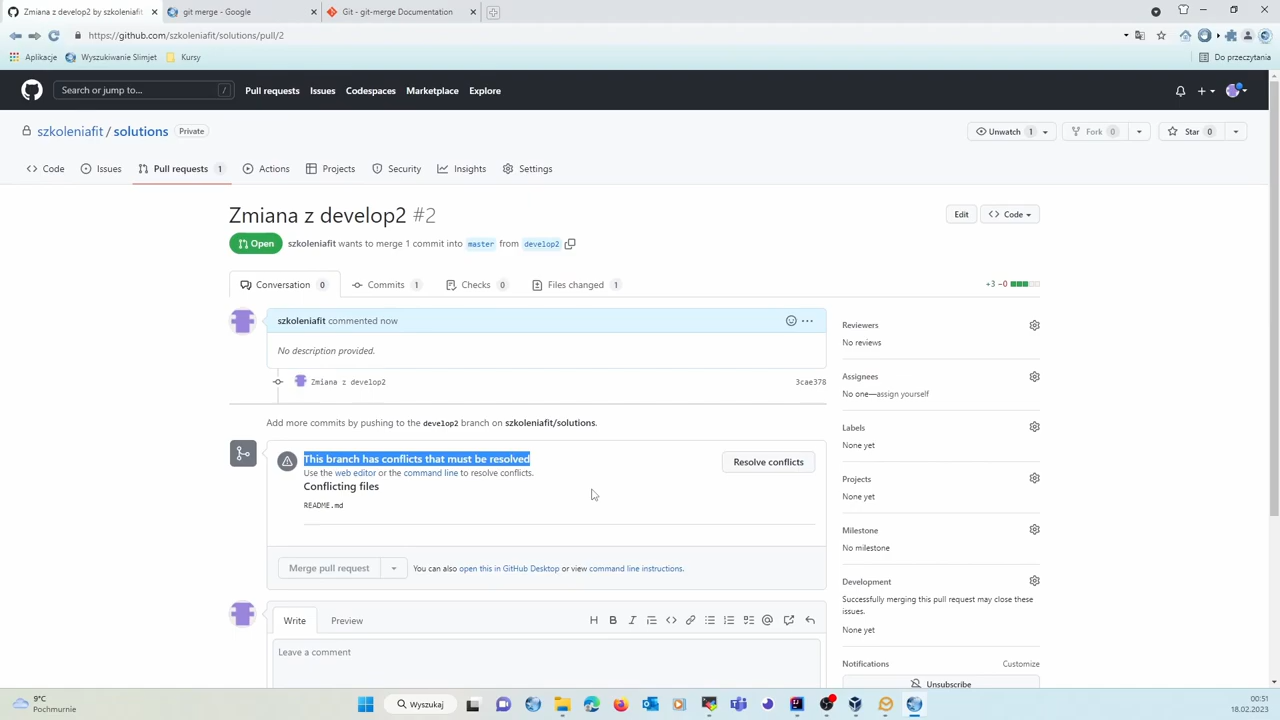 Zmiana z develop2 by szkoleniafit
git merge - Google
Git - git-merge Documentation
https://github.com/szkoleniafit/solutions/pull/2
Aplikacje
Wyszukiwanie Slimjet
Kursy
Do przeczytania
Search or jump to... /
Pull requests
Issues
Codespaces
Marketplace
Explore
szkoleniafit / solutions
Private
Unwatch 1
Fork 0
Star 0
Code
Issues
Pull requests 1
Actions
Projects
Security
Insights
Settings
Zmiana z develop2 #2
Edit
Code
Open
szkoleniafit wants to merge 1 commit into master from develop2
Conversation 0
Commits 1
Checks 0
Files changed 1
+3 −0
szkoleniafit commented now
No description provided.
Zmiana z develop2
3cae378
Add more commits by pushing to the develop2 branch on szkoleniafit/solutions.
This branch has conflicts that must be resolved
Use the web editor or the command line to resolve conflicts.
Resolve conflicts
Conflicting files
README.md
Merge pull request
You can also open this in GitHub Desktop or view command line instructions.
Write
Preview
Leave a comment
Reviewers
No reviews
Assignees
No one—assign yourself
Labels
None yet
Projects
None yet
Milestone
No milestone
Development
Successfully merging this pull request may close these
issues.
None yet
Notifications
Customize
Unsubscribe
9°C
Pochmurnie
Wyszukaj
00:51
18.02.2023